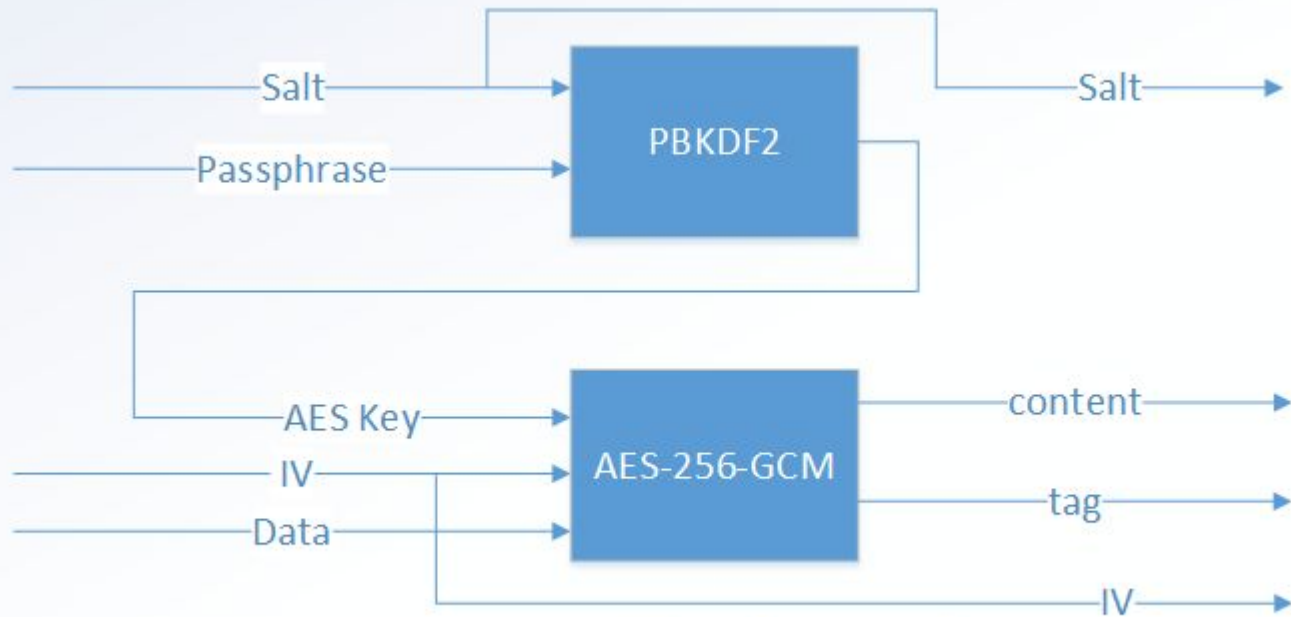 Salt
Salt
PBKDF2
Passphrase
AES Key
content
AES-256-GCM
IV
tag
Data
IV